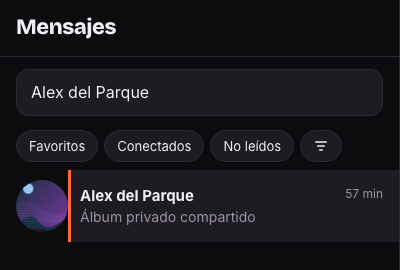 Mensajes
Alex del Parque
Favoritos
Conectados
No leídos
Alex del Parque
57 min
Álbum privado compartido